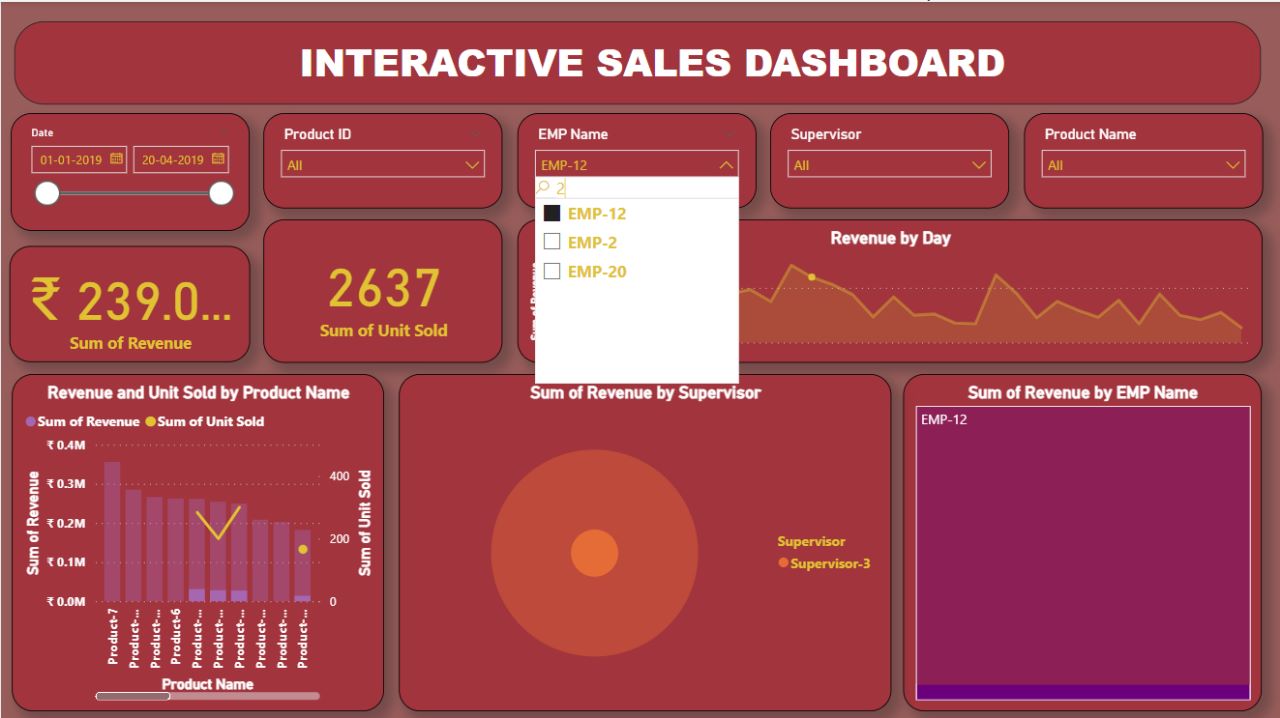 INTERACTIVE SALES DASHBOARD
Date
01-01-2019 20-04-2019
Product ID
All
EMP Name
EMP-12
2
EMP-12
EMP-2
EMP-20
Supervisor
All
Product Name
All
₹ 239.0...
Sum of Revenue
2637
Sum of Unit Sold
Revenue by Day
Revenue and Unit Sold by Product Name
Sum of Revenue Sum of Unit Sold
₹ 0.4M
₹ 0.3M
₹ 0.2M
₹ 0.1M
₹ 0.0M
Sum of Revenue
400
200
0
Sum of Unit Sold
Product-7
Product-...
Product-...
Product-6
Product-...
Product-...
Product-...
Product-...
Product-...
Product-...
Product Name
Sum of Revenue by Supervisor
Supervisor
Supervisor-3
Sum of Revenue by EMP Name
EMP-12